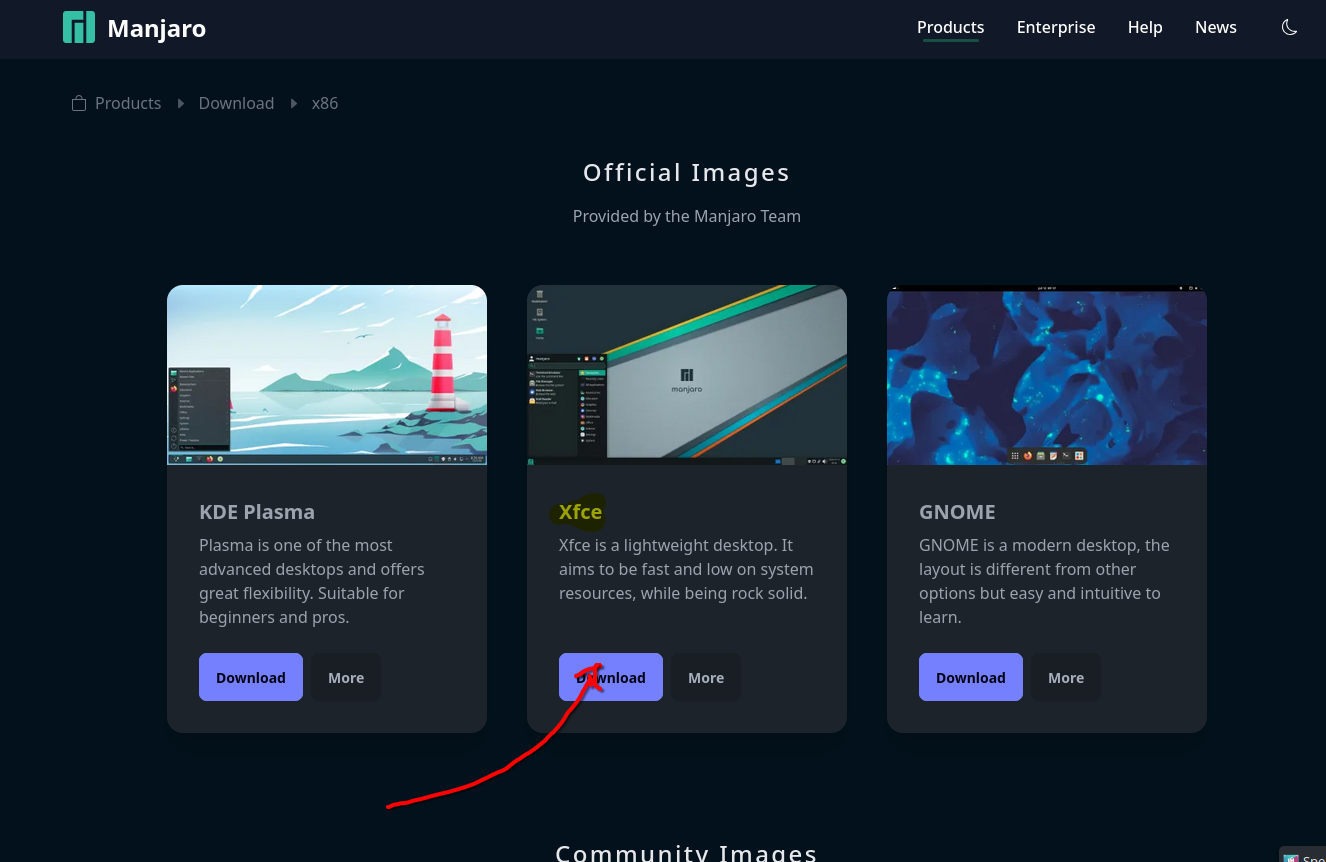 Manjaro
Products Enterprise Help News
Products Download x86
Official Images
Provided by the Manjaro Team
manjaro
KDE Plasma
Plasma is one of the most
advanced desktops and offers
great flexibility. Suitable for
beginners and pros.
Download More
Xfce
Xfce is a lightweight desktop. It
aims to be fast and low on system
resources, while being rock solid.
Download More
GNOME
GNOME is a modern desktop, the
layout is different from other
options but easy and intuitive to
learn.
Download More
Community Images